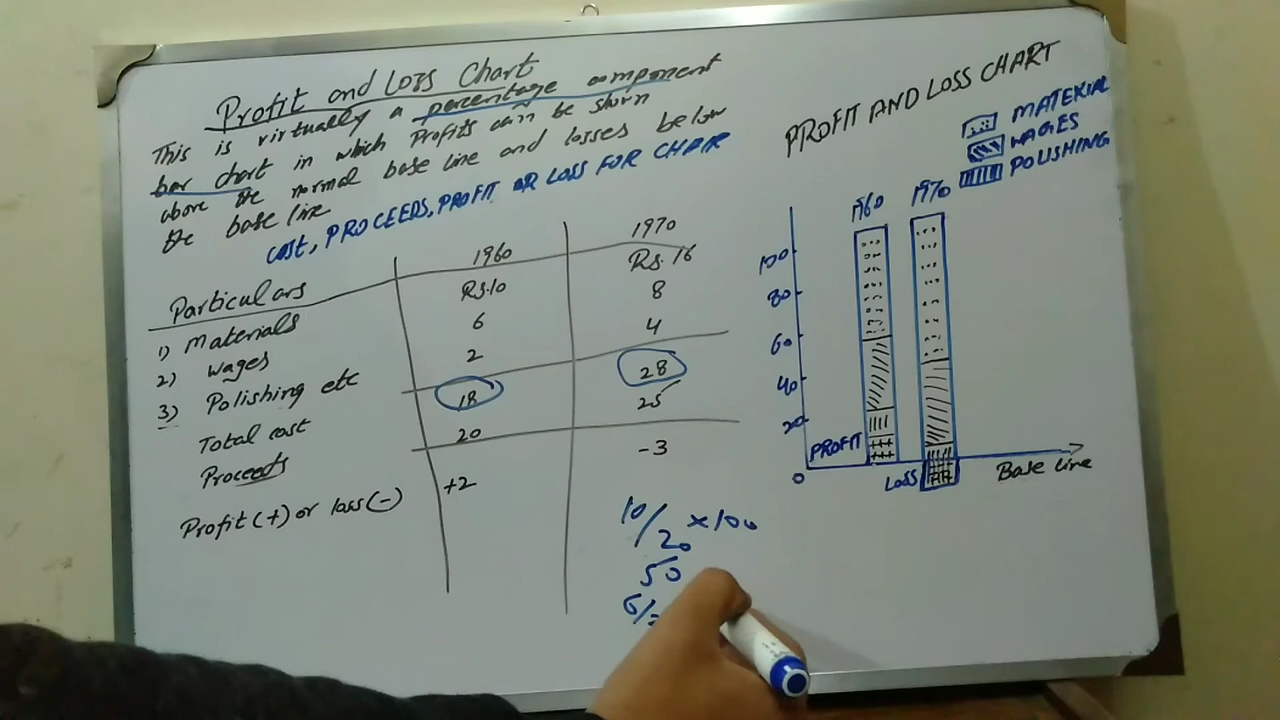 Profit and Loss Chart
This is virtually a percentage component
bar chart in which Profits can be shown
above the normal base line and losses below
the base line
COST, PROCEEDS, PROFIT OR LOSS FOR CHAIR
Particulars 1960 1970
1) Materials Rs.10 Rs.16
2) Wages 6 8
3) Polishing etc 2 4
Total cost 18 28
Proceeds 20 25
Profit (+) or loss (-) +2 -3
10/20 ×100
50
6/2
PROFIT AND LOSS CHART
MATERIAL
WAGES
POLISHING
1960 1970
100
80
60
40
20
0
PROFIT
LOSS
Base line